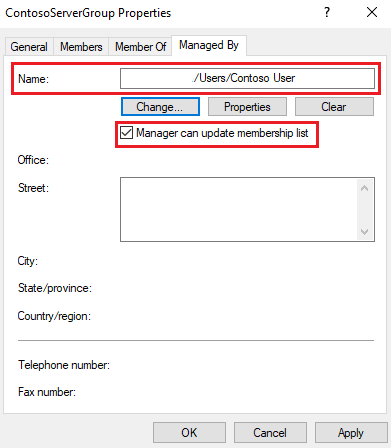 ContosoServerGroup Properties ? ×
General Members Member Of Managed By
Name: ./Users/Contoso User
Change... Properties Clear
Manager can update membership list
Office:
Street:
City:
State/province:
Country/region:
Telephone number:
Fax number:
OK Cancel Apply